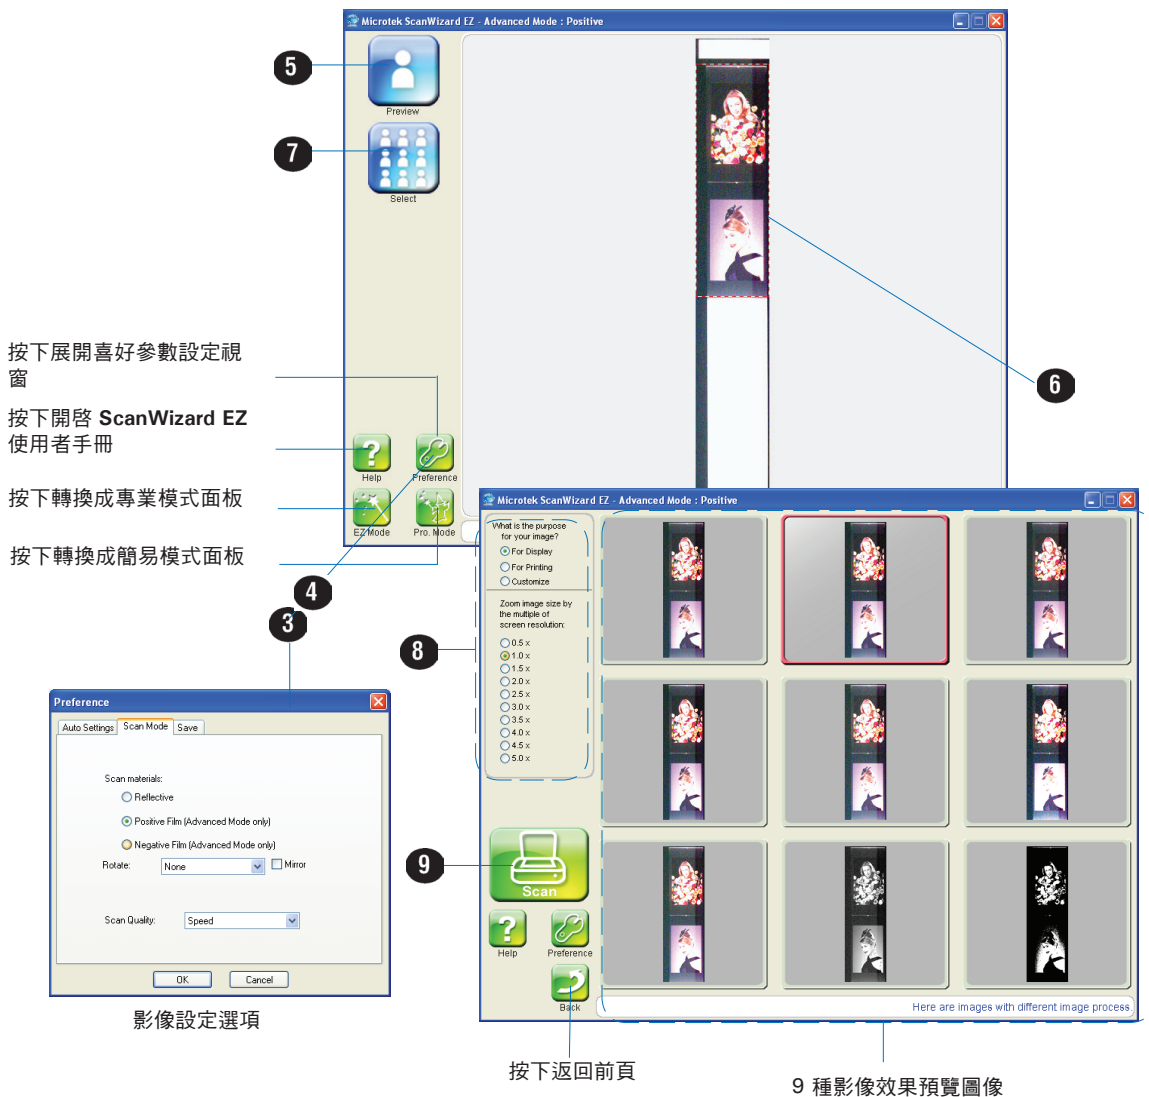 Microtek ScanWizard EZ - Advanced Mode : Positive
5
Preview
7
Select
6
按下展開喜好參數設定視
窗
按下開啓 ScanWizard EZ
使用者手冊
按下轉換成專業模式面板
按下轉換成簡易模式面板
Help
Preference
EZ Mode
Pro. Mode
4
3
Preference
Auto Settings
Scan Mode
Save
Scan materials:
Reflective
Positive Film (Advanced Mode only)
Negative Film (Advanced Mode only)
Rotate:
None
Mirror
Scan Quality:
Speed
OK
Cancel
影像設定選項
Microtek ScanWizard EZ - Advanced Mode : Positive
What is the purpose
for your image?
For Display
For Printing
Customize
Zoom image size by
the multiple of
screen resolution:
0.5 x
1.0 x
1.5 x
2.0 x
2.5 x
3.0 x
3.5 x
4.0 x
4.5 x
5.0 x
8
9
Scan
Help
Preference
Back
Here are images with different image process.
按下返回前頁
9 種影像效果預覽圖像